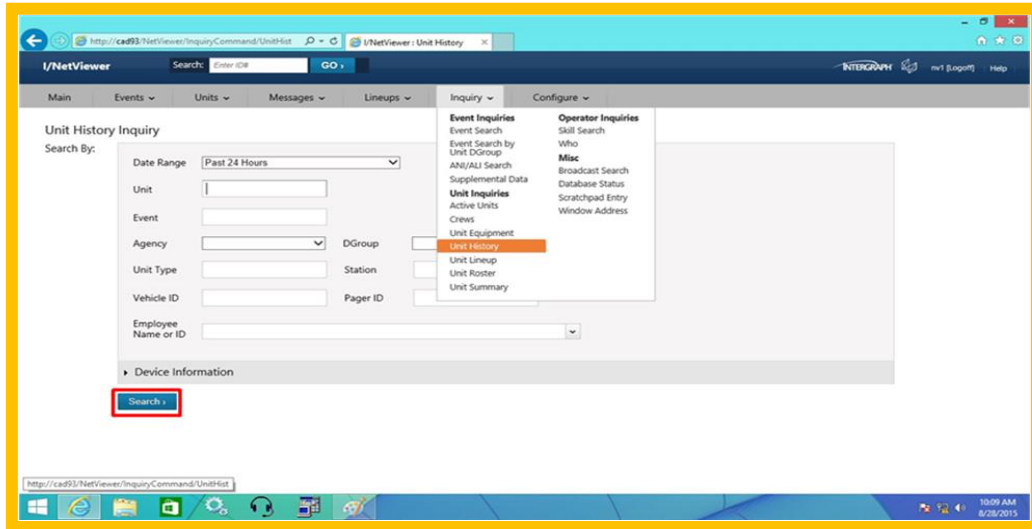 http://cad93/NetViewer/InquiryCommand/UnitHist
I/NetViewer : Unit History
I/NetViewer
Search: Enter ID#
GO ›
INTERGRAPH
nv1 [Logoff]
Help
Main
Events
Units
Messages
Lineups
Inquiry
Configure
Unit History Inquiry
Search By:
Date Range
Past 24 Hours
Unit
Event
Agency
DGroup
Unit Type
Station
Vehicle ID
Pager ID
Employee
Name or ID
Event Inquiries
Event Search
Event Search by
Unit DGroup
ANI/ALI Search
Supplemental Data
Unit Inquiries
Active Units
Crews
Unit Equipment
Unit History
Unit Lineup
Unit Roster
Unit Summary
Operator Inquiries
Skill Search
Who
Misc
Broadcast Search
Database Status
Scratchpad Entry
Window Address
Device Information
Search ›
http://cad93/NetViewer/InquiryCommand/UnitHist
10:09 AM
8/28/2015